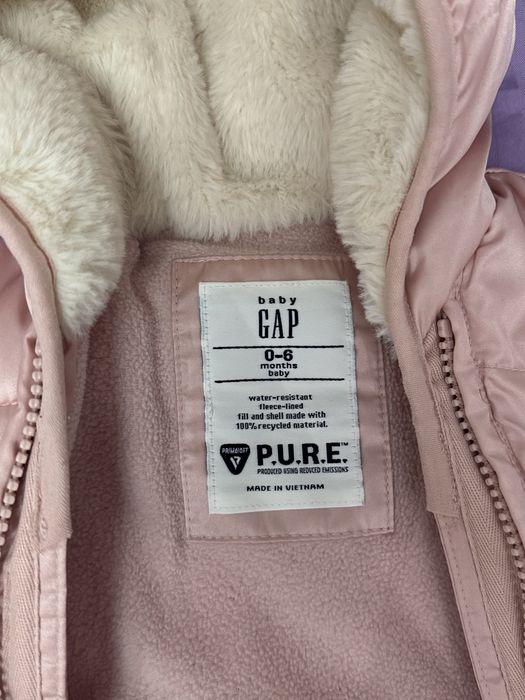 baby
GAP
0-6
months
baby
water-resistant
fleece-lined
fill and shell made with
100% recycled material.
PRIMALOFT
P.U.R.E.™
PRODUCED USING REDUCED EMISSIONS
MADE IN VIETNAM